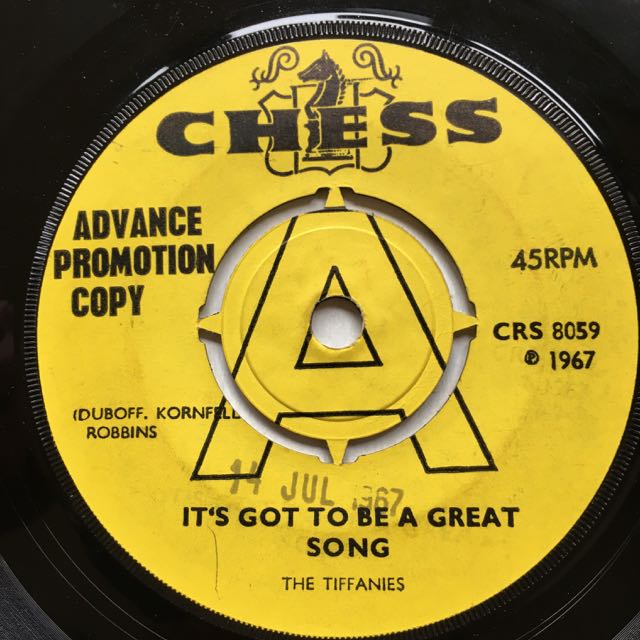 CHESS
ADVANCE
PROMOTION
COPY
A
45RPM
CRS 8059
℗ 1967
(DUBOFF, KORNFELD
ROBBINS
14 JUL 1967
IT'S GOT TO BE A GREAT
SONG
THE TIFFANIES